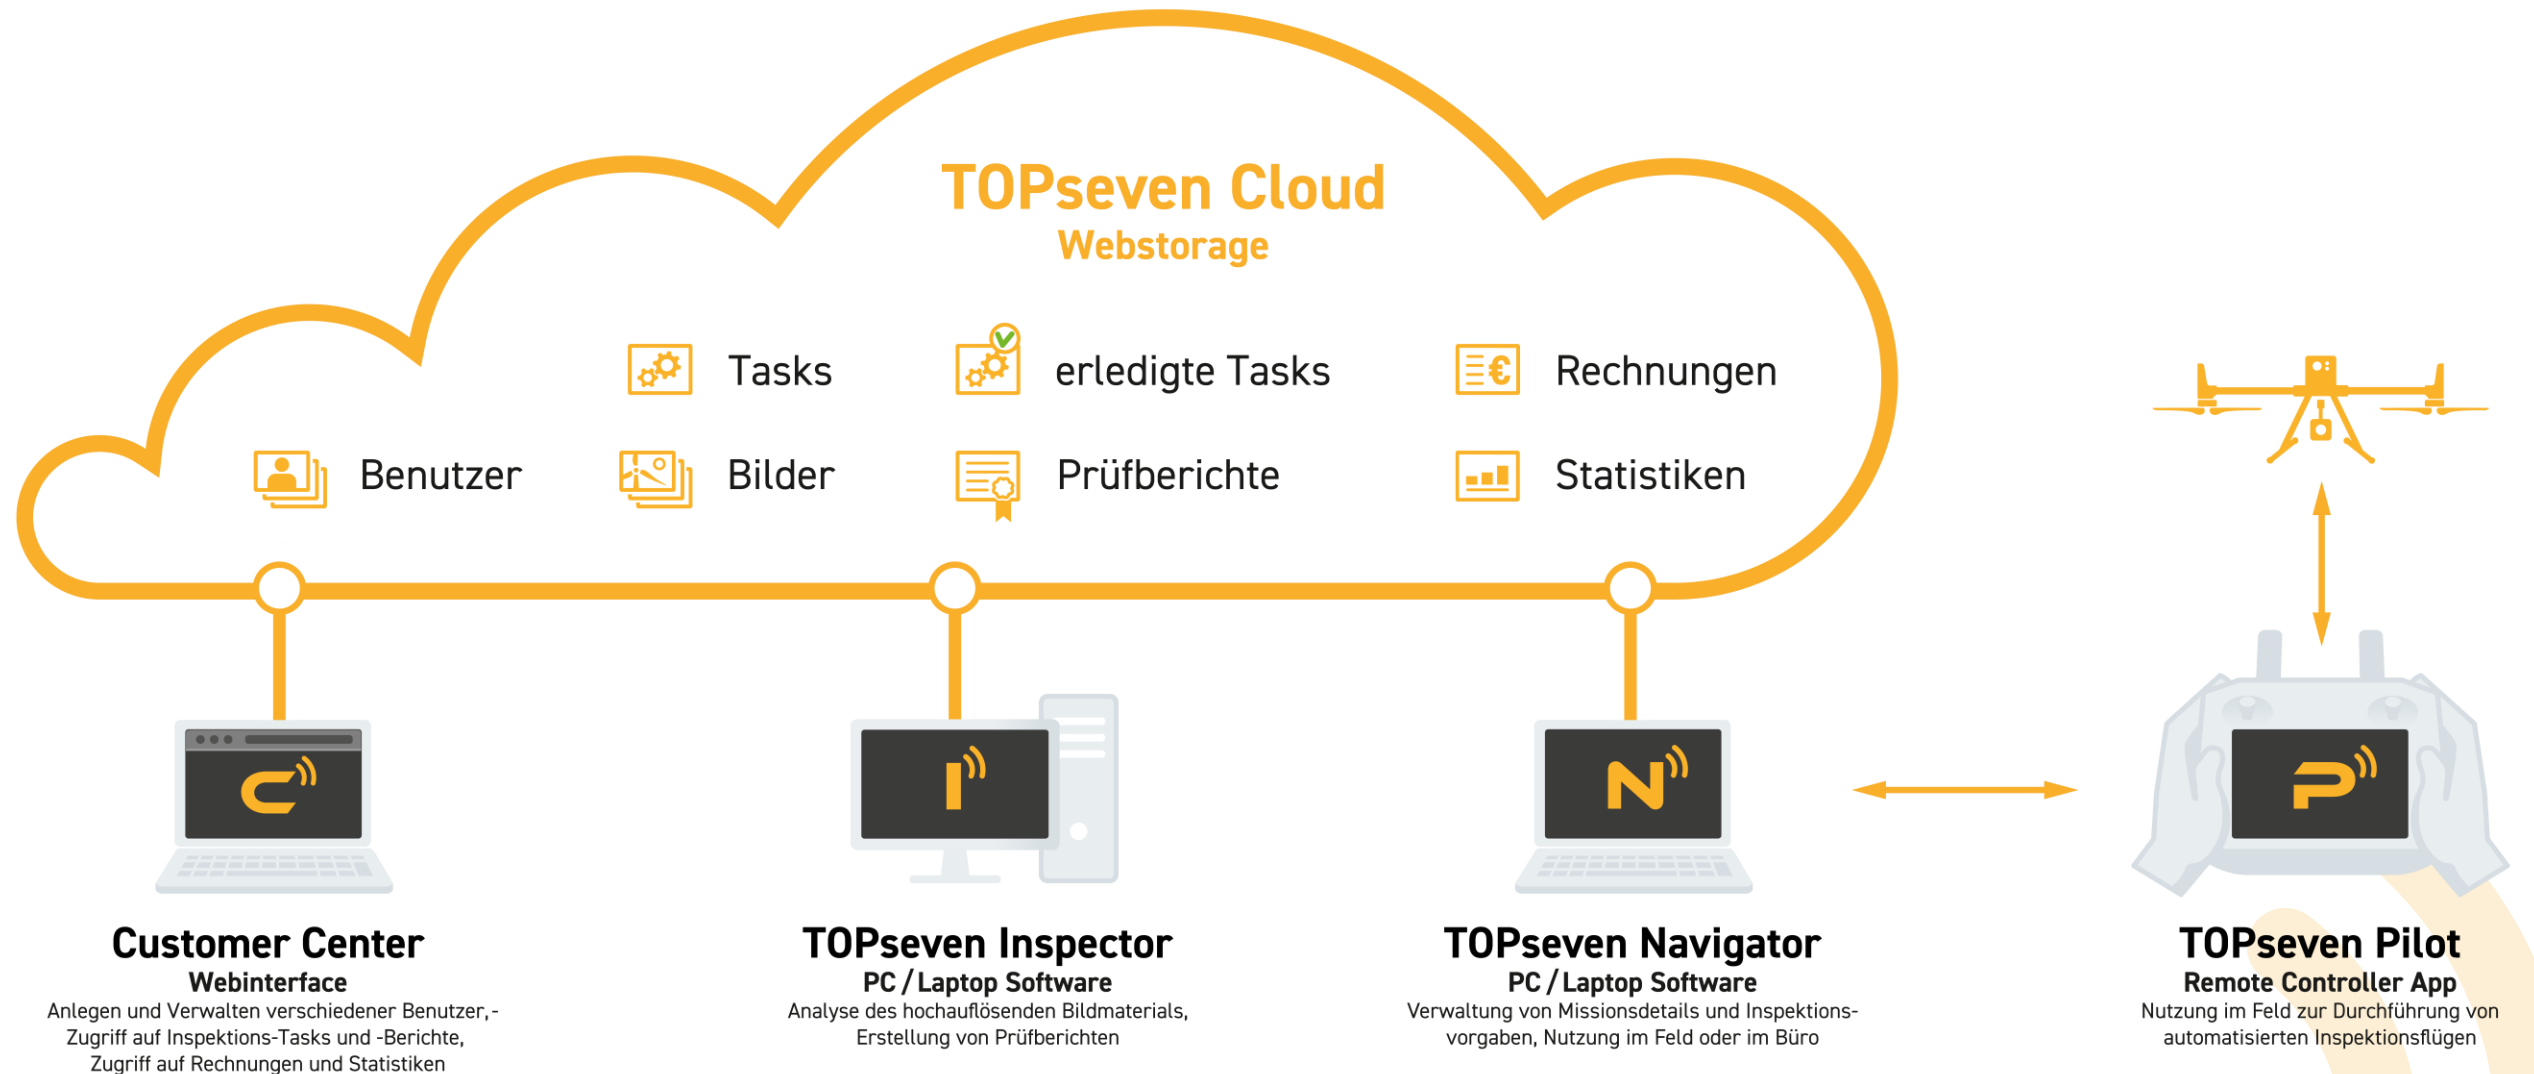 TOPseven Cloud
Webstorage
Tasks
erledigte Tasks
Rechnungen
Benutzer
Bilder
Prüfberichte
Statistiken
C
I
N
P
Customer Center
Webinterface
Anlegen und Verwalten verschiedener Benutzer,-
Zugriff auf Inspektions-Tasks und -Berichte,
Zugriff auf Rechnungen und Statistiken
TOPseven Inspector
PC / Laptop Software
Analyse des hochauflösenden Bildmaterials,
Erstellung von Prüfberichten
TOPseven Navigator
PC / Laptop Software
Verwaltung von Missionsdetails und Inspektions-
vorgaben, Nutzung im Feld oder im Büro
TOPseven Pilot
Remote Controller App
Nutzung im Feld zur Durchführung von
automatisierten Inspektionsflügen